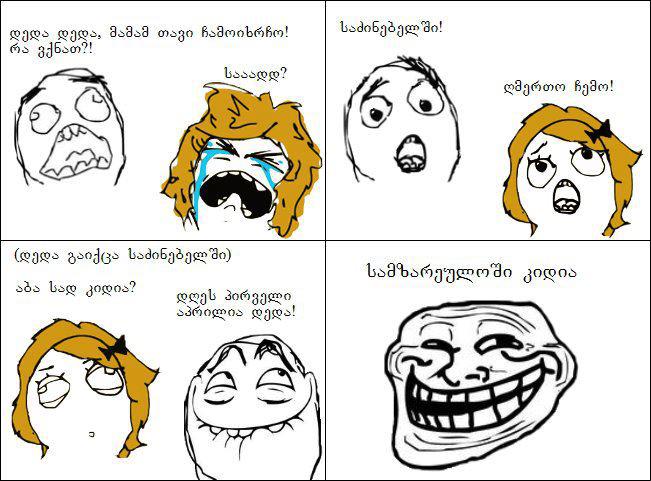 დედა დედა, მამამ თავი ჩამოიხრჩო!
რა ვქნათ?!
სააადდ?
საძინებელში!
ღმერთო ჩემო!
(დედა გაიქცა საძინებელში)
აბა სად კიდია?
დღეს პირველი
აპრილია დედა!
სამზარეულოში კიდია